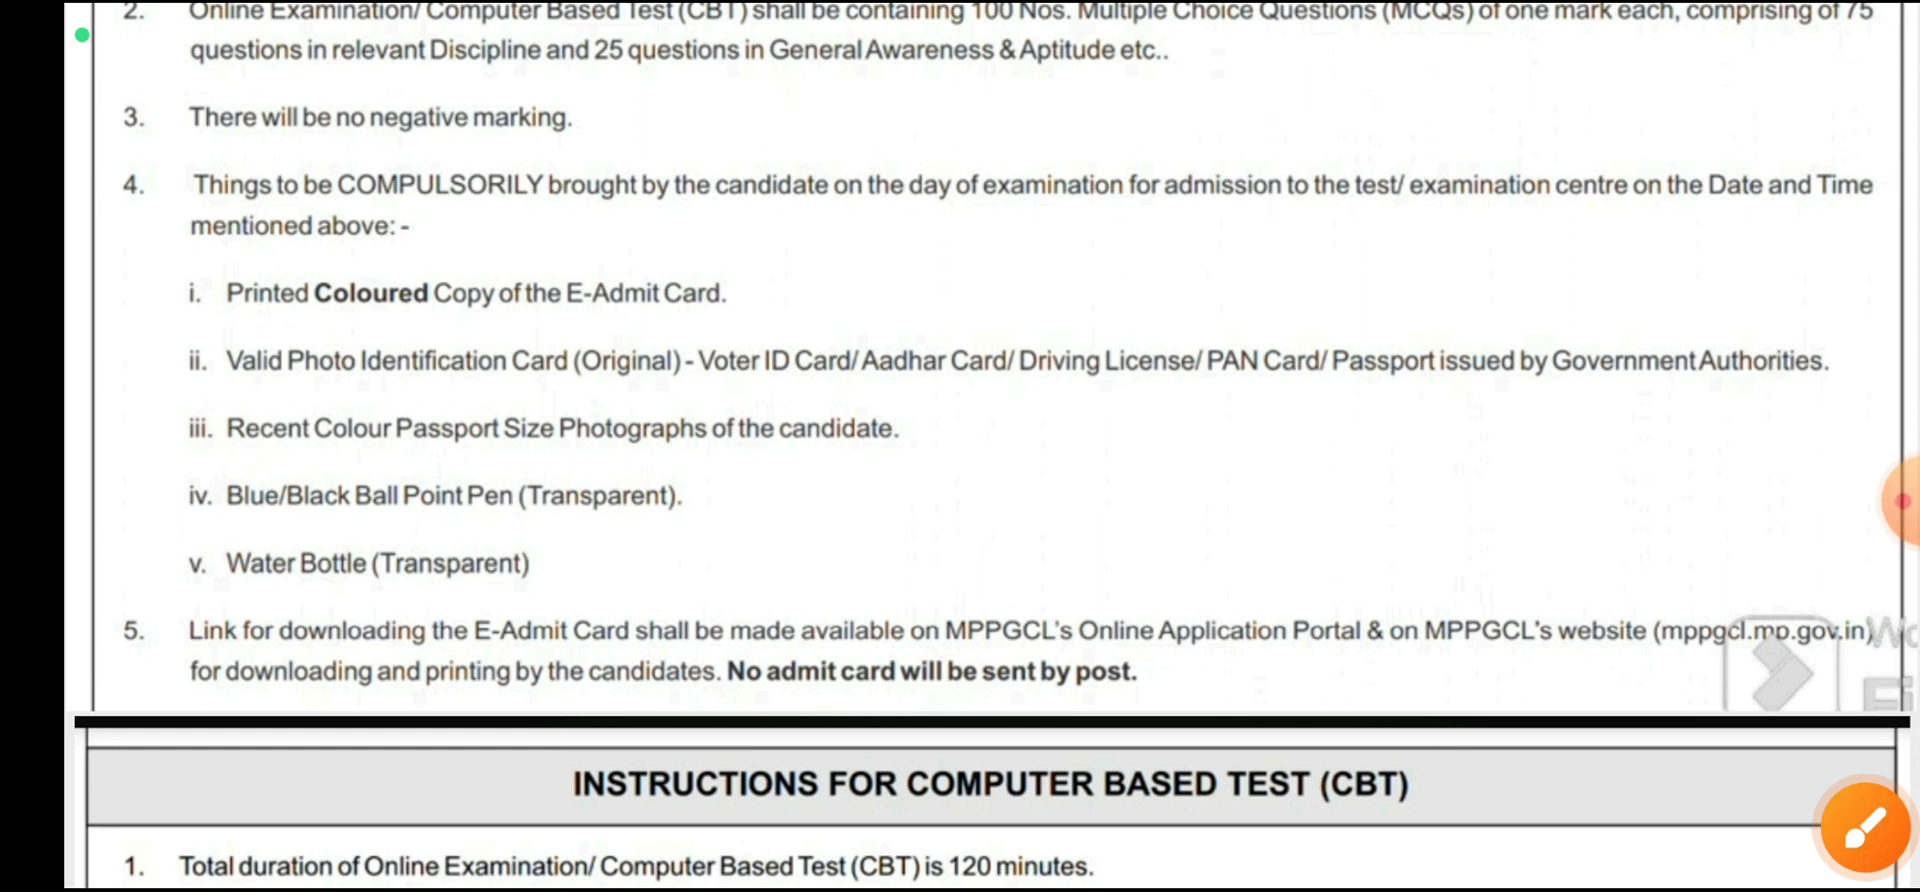 2. Online Examination/ Computer Based Test (CBT) shall be containing 100 Nos. Multiple Choice Questions (MCQs) of one mark each, comprising of 75
questions in relevant Discipline and 25 questions in General Awareness & Aptitude etc..
3. There will be no negative marking.
4. Things to be COMPULSORILY brought by the candidate on the day of examination for admission to the test/ examination centre on the Date and Time
mentioned above: -
i. Printed Coloured Copy of the E-Admit Card.
ii. Valid Photo Identification Card (Original) - Voter ID Card/ Aadhar Card/ Driving License/ PAN Card/ Passport issued by Government Authorities.
iii. Recent Colour Passport Size Photographs of the candidate.
iv. Blue/Black Ball Point Pen (Transparent).
v. Water Bottle (Transparent)
5. Link for downloading the E-Admit Card shall be made available on MPPGCL's Online Application Portal & on MPPGCL's website (mppgcl.mp.gov.in)
for downloading and printing by the candidates. No admit card will be sent by post.
INSTRUCTIONS FOR COMPUTER BASED TEST (CBT)
1. Total duration of Online Examination/ Computer Based Test (CBT) is 120 minutes.